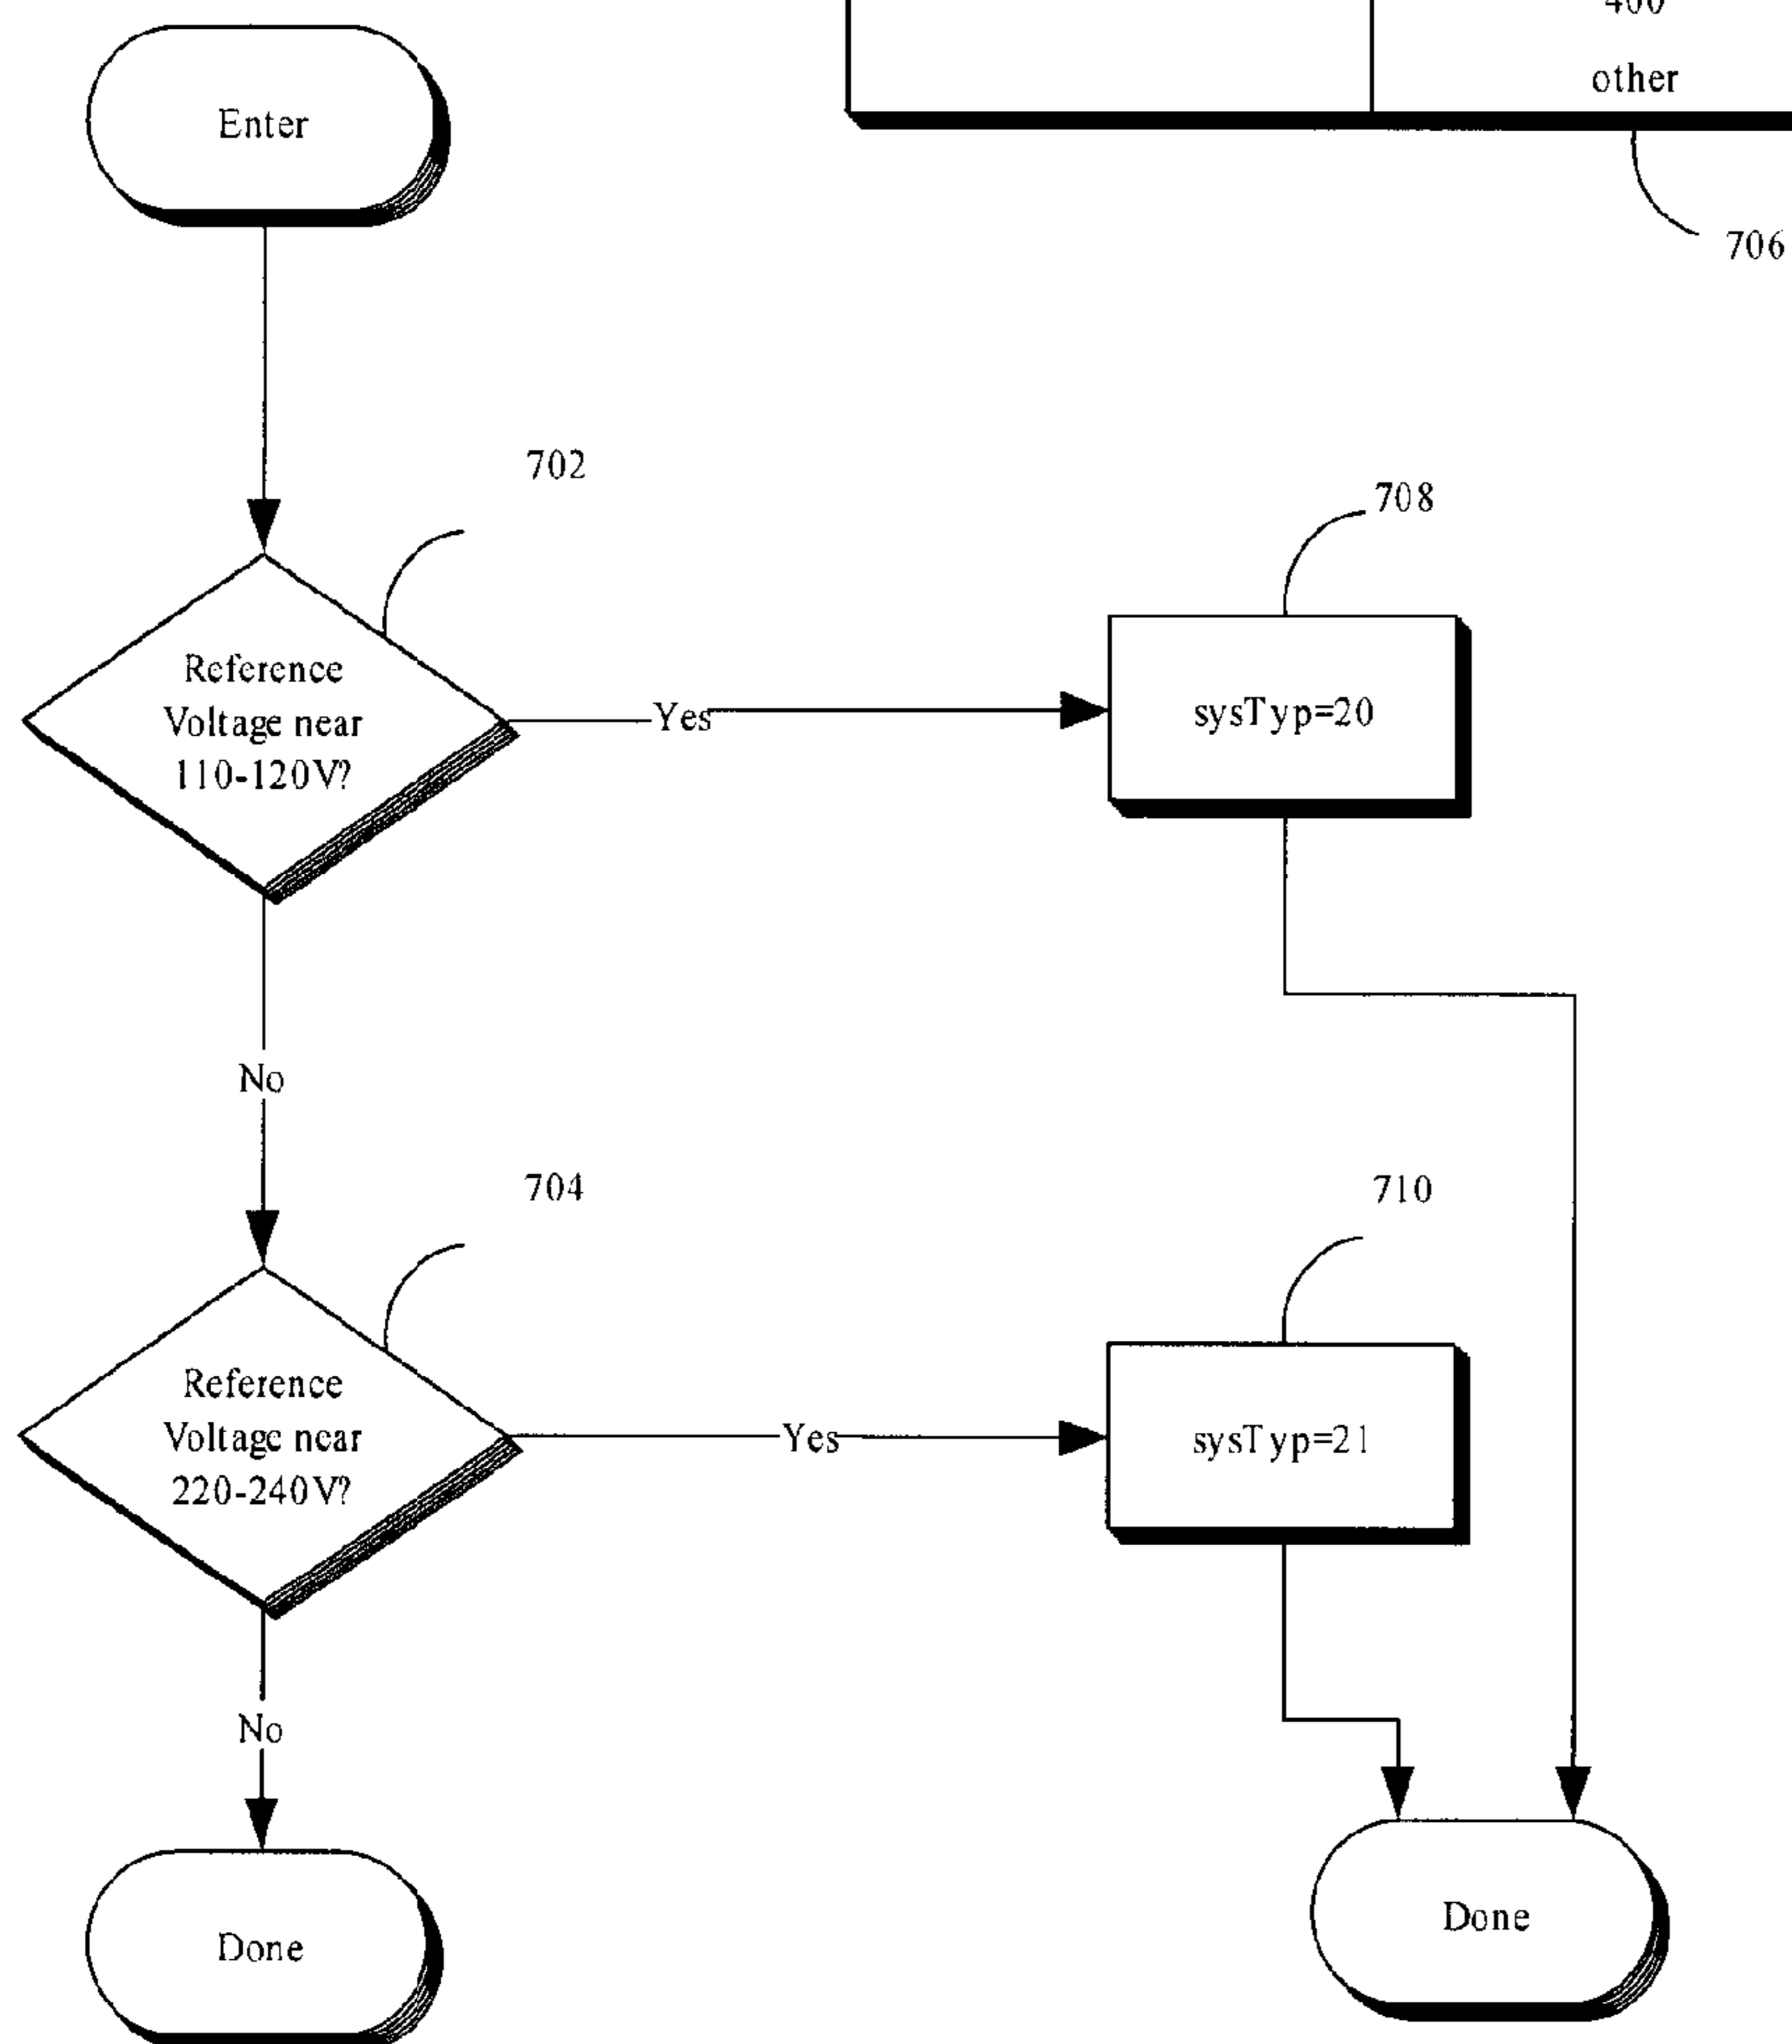 400
other
706
Enter
702
708
Reference
Voltage near
110-120V?
Yes
sysTyp=20
No
704
710
Reference
Voltage near
220-240V?
Yes
sysTyp=21
No
Done
Done